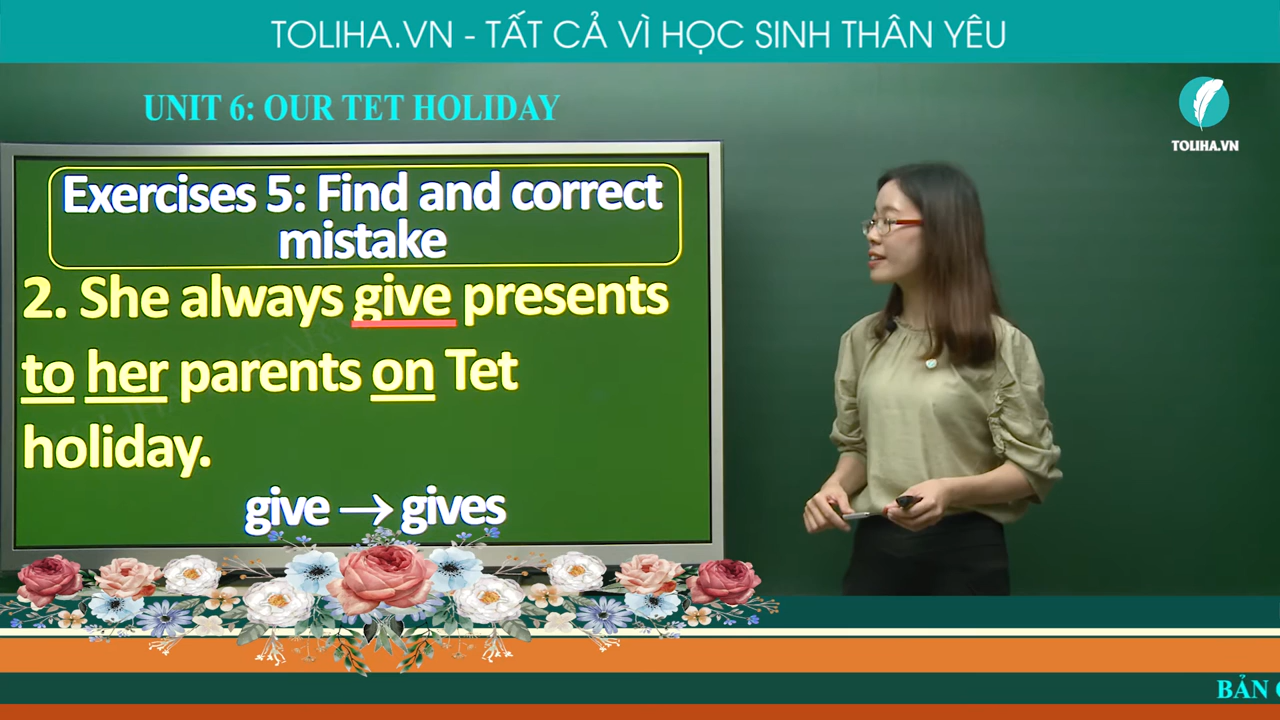 TOLIHA.VN - TẤT CẢ VÌ HỌC SINH THÂN YÊU
UNIT 6: OUR TET HOLIDAY
TOLIHA.VN
Exercises 5: Find and correct
mistake
2. She always give presents
to her parents on Tet
holiday.
give → gives
BẢN